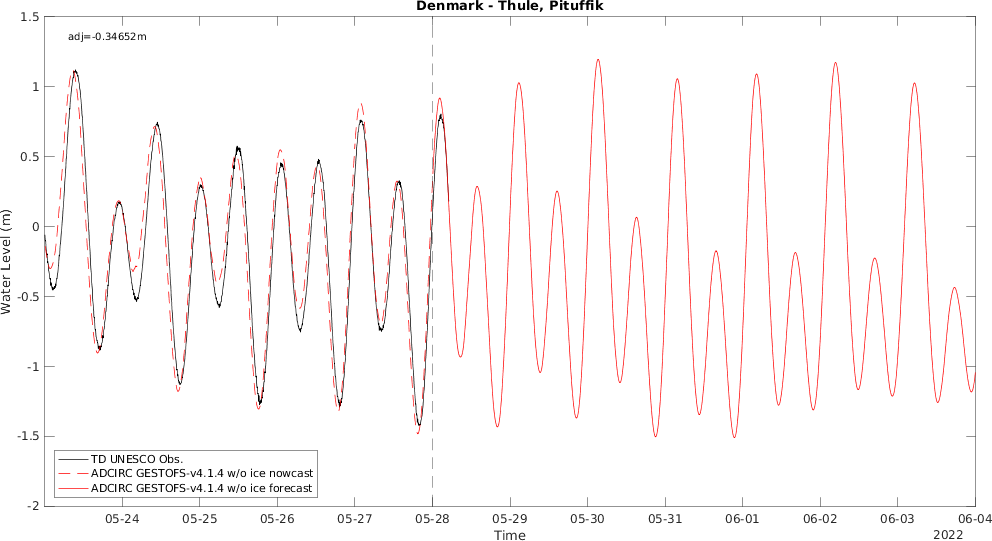 Denmark - Thule, Pituffik
adj=-0.34652m
1.5
1
0.5
0
-0.5
-1
-1.5
-2
Water Level (m)
TD UNESCO Obs.
ADCIRC GESTOFS-v4.1.4 w/o ice nowcast
ADCIRC GESTOFS-v4.1.4 w/o ice forecast
05-24 05-25 05-26 05-27 05-28 05-29 05-30 05-31 06-01 06-02 06-03 06-04
Time
2022